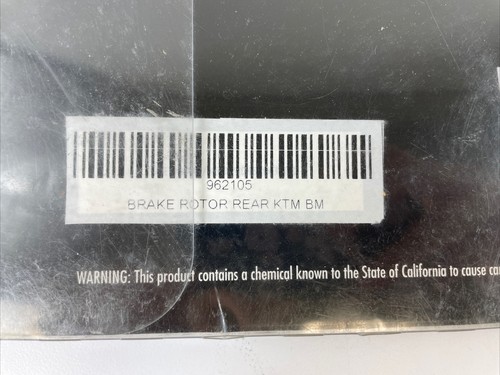 962105
BRAKE ROTOR REAR KTM BM
WARNING: This product contains a chemical known to the State of California to cause